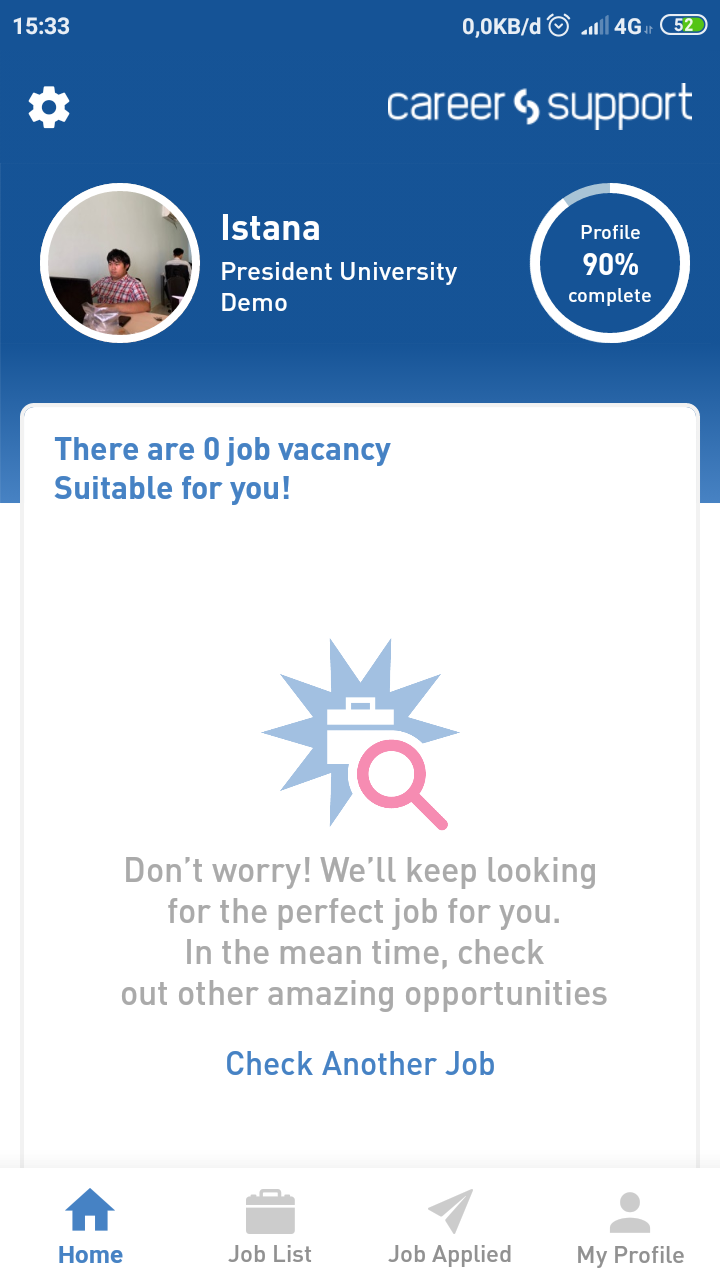 15:33
0,0KB/d
4G
52
career support
Istana
President University
Demo
Profile
90%
complete
There are 0 job vacancy
Suitable for you!
Don't worry! We'll keep looking
for the perfect job for you.
In the mean time, check
out other amazing opportunities
Check Another Job
Home
Job List
Job Applied
My Profile